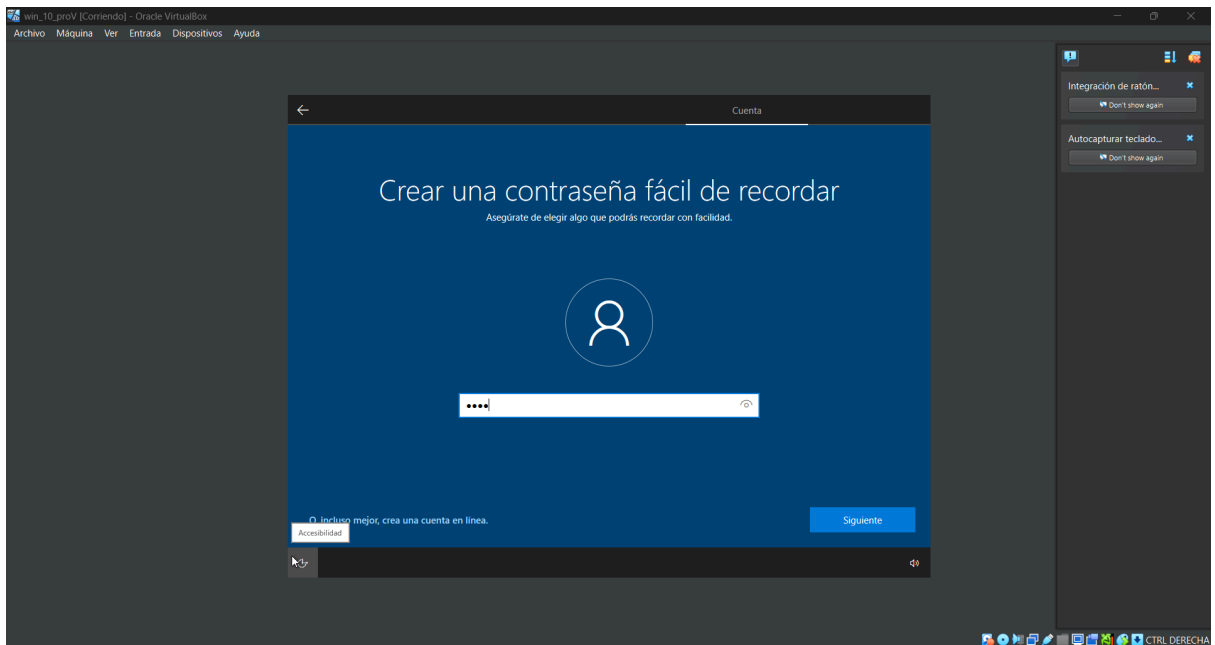 win_10_proV [Corriendo] - Oracle VirtualBox
Archivo Máquina Ver Entrada Dispositivos Ayuda
Integración de ratón...
Don't show again
Autocapturar teclado...
Don't show again
Cuenta
Crear una contraseña fácil de recordar
Asegúrate de elegir algo que podrás recordar con facilidad.
••••
O, incluso mejor, crea una cuenta en línea.
Siguiente
Accesibilidad
CTRL DERECHA